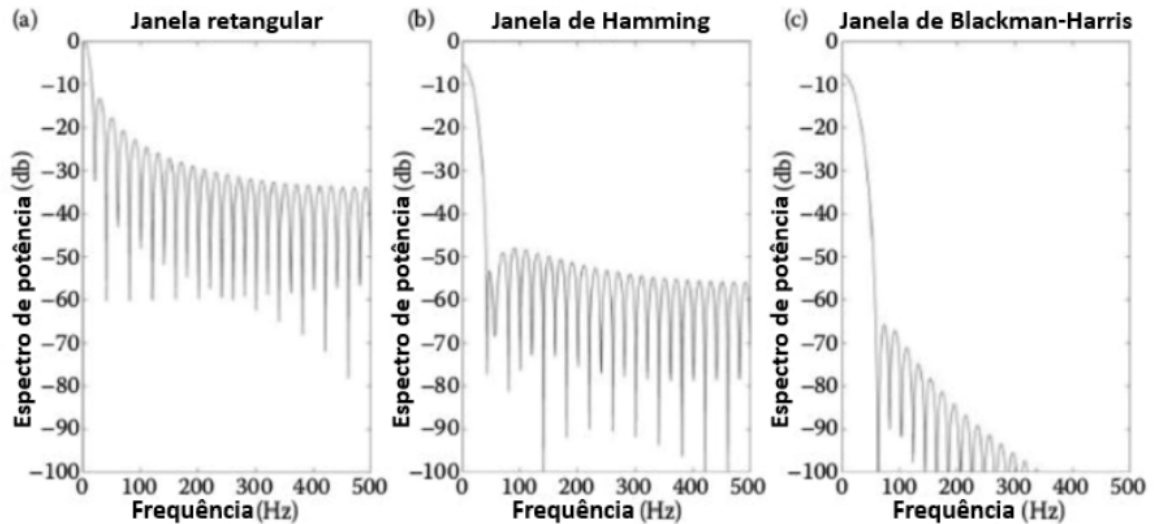 (a) Janela retangular
0
−10
−20
−30
−40
−50
−60
−70
−80
−90
−100
Espectro de potência (db)
0 100 200 300 400 500
Frequência (Hz)
(b) Janela de Hamming
0
−10
−20
−30
−40
−50
−60
−70
−80
−90
−100
Espectro de potência (db)
0 100 200 300 400 500
Frequência (Hz)
(c) Janela de Blackman-Harris
0
−10
−20
−30
−40
−50
−60
−70
−80
−90
−100
Espectro de potência (db)
0 100 200 300 400 500
Frequência (Hz)